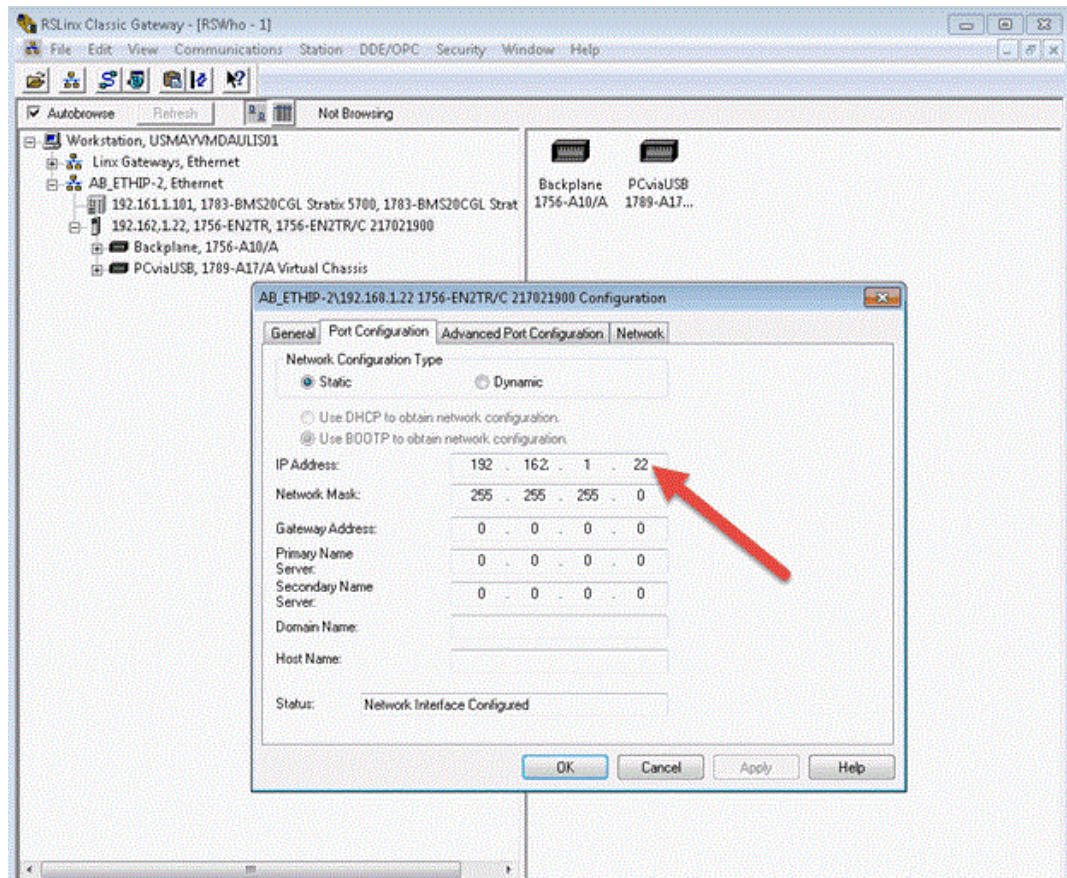 RSLinx Classic Gateway - [RSWho - 1]
File Edit View Communications Station DDE/OPC Security Window Help
Autobrowse Refresh Not Browsing
Workstation, USMAYVMDAULIS01
Linx Gateways, Ethernet
AB_ETHIP-2, Ethernet
192.161.1.101, 1783-BMS20CGL Stratix 5700, 1783-BMS20CGL Strat
192.162,1.22, 1756-EN2TR, 1756-EN2TR/C 217021900
Backplane, 1756-A10/A
PCviaUSB, 1789-A17/A Virtual Chassis
Backplane
1756-A10/A
PCviaUSB
1789-A17...
AB_ETHIP-2\192.168.1.22 1756-EN2TR/C 217021900 Configuration
General Port Configuration Advanced Port Configuration Network
Network Configuration Type
Static Dynamic
Use DHCP to obtain network configuration.
Use BOOTP to obtain network configuration.
IP Address: 192 . 162 . 1 . 22
Network Mask: 255 . 255 . 255 . 0
Gateway Address: 0 . 0 . 0 . 0
Primary Name
Server: 0 . 0 . 0 . 0
Secondary Name
Server: 0 . 0 . 0 . 0
Domain Name:
Host Name:
Status: Network Interface Configured
OK Cancel Apply Help